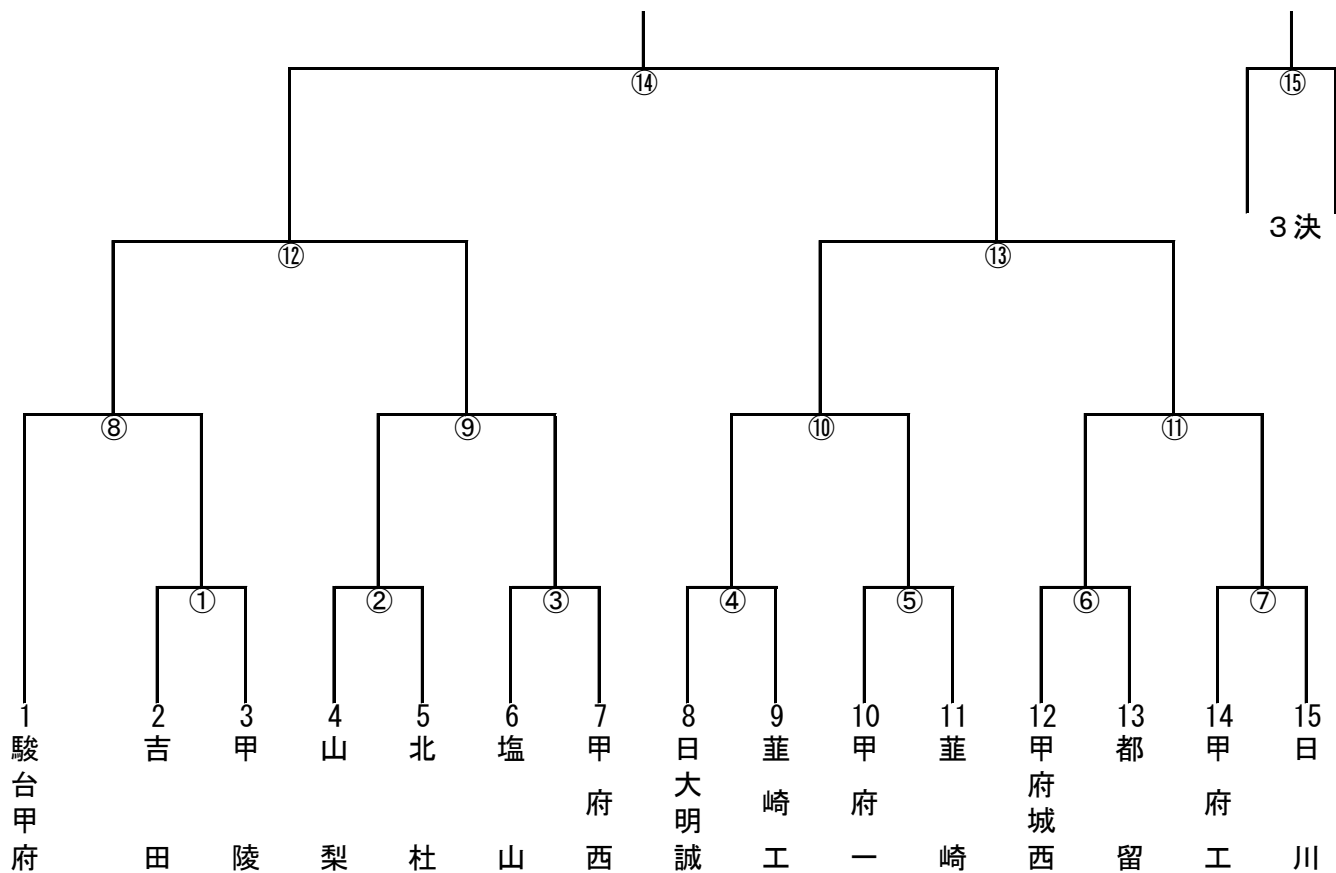 ⑭
⑮
3決
⑫
⑬
⑧
⑨
⑩
⑪
①
②
③
④
⑤
⑥
⑦
1
駿台甲府
2
吉田
3
甲陵
4
山梨
5
北杜
6
塩山
7
甲府西
8
日大明誠
9
韮崎工
10
甲府一
11
韮崎
12
甲府城西
13
都留
14
甲府工
15
日川